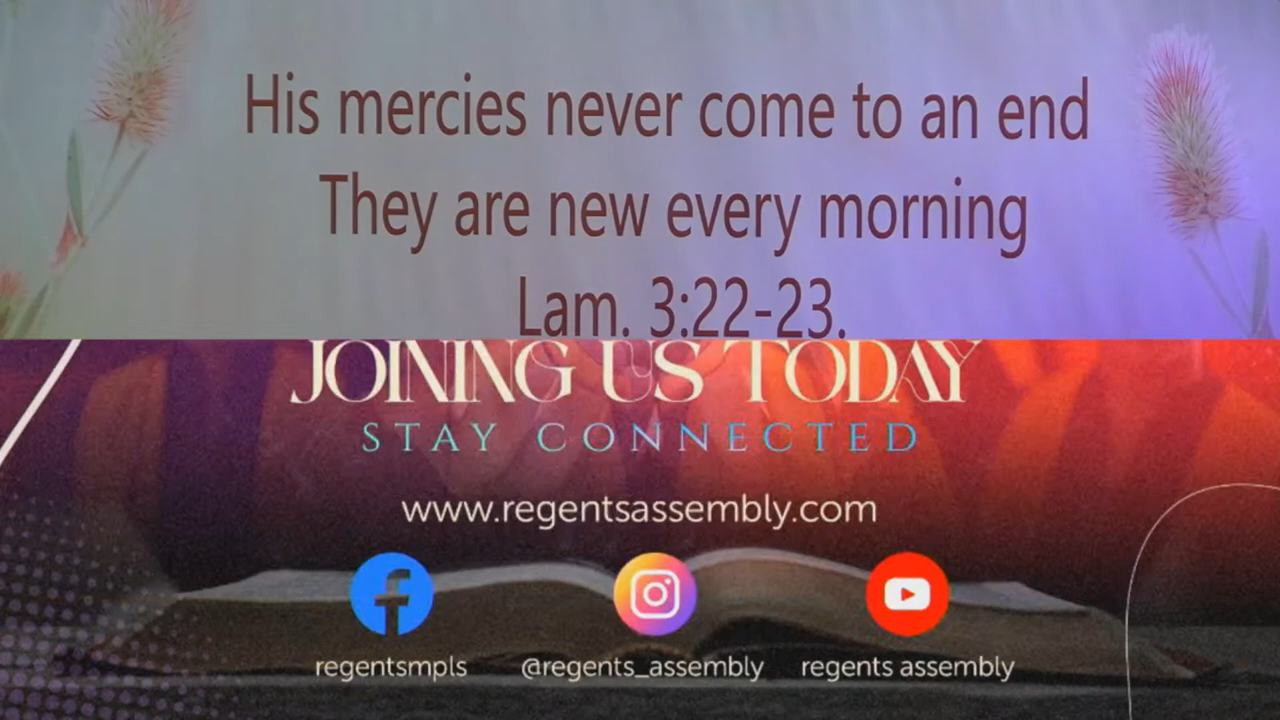 His mercies never come to an end
They are new every morning
Lam. 3:22-23.
JOINING US TODAY
STAY CONNECTED
www.regentsassembly.com
regentsmpls @regents_assembly regents assembly